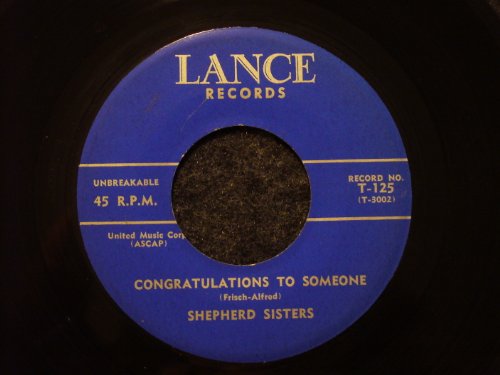 LANCE
RECORDS
UNBREAKABLE
45 R.P.M.
RECORD NO.
T-125
(T-3002)
United Music Corp
(ASCAP)
CONGRATULATIONS TO SOMEONE
(Frisch-Alfred)
SHEPHERD SISTERS